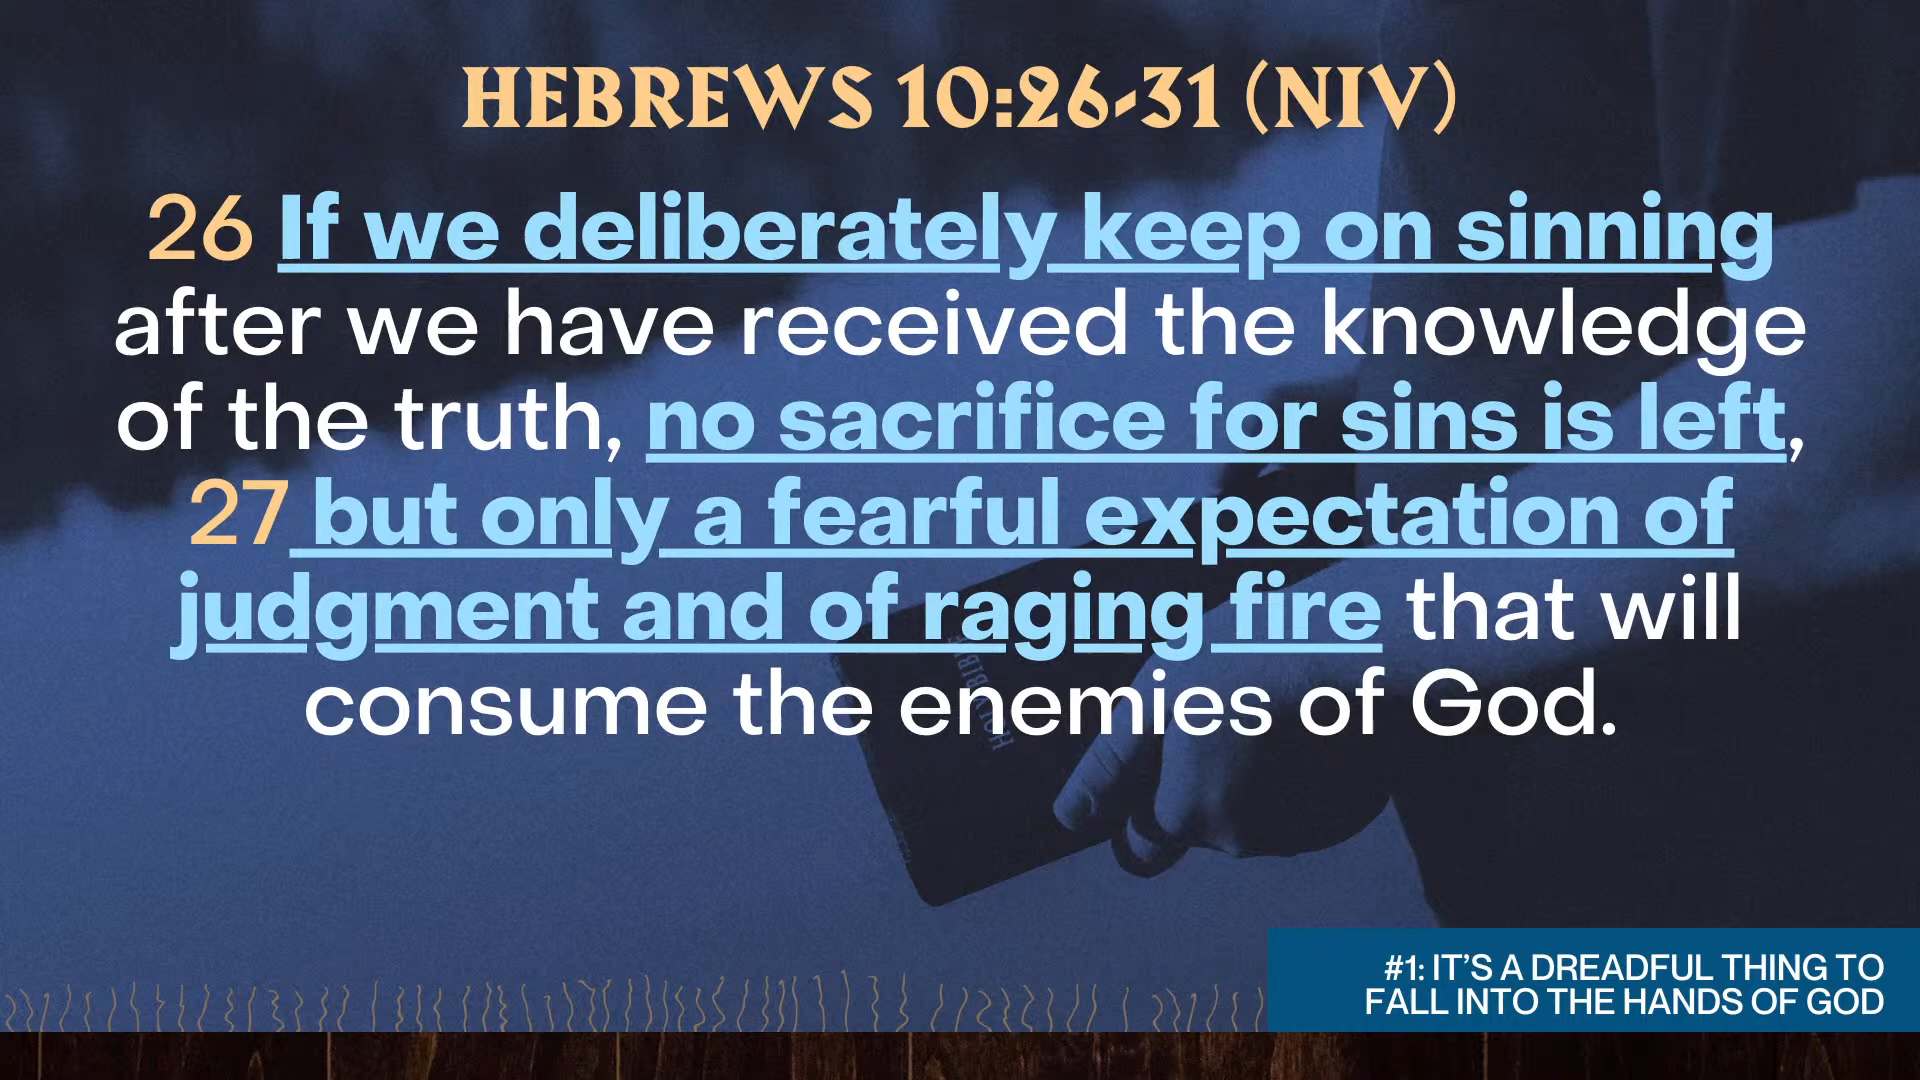 HEBREWS 10:26-31 (NIV)
26 If we deliberately keep on sinning
after we have received the knowledge
of the truth, no sacrifice for sins is left,
27 but only a fearful expectation of
judgment and of raging fire that will
consume the enemies of God.
HOLY BIBLE
#1: IT'S A DREADFUL THING TO
FALL INTO THE HANDS OF GOD